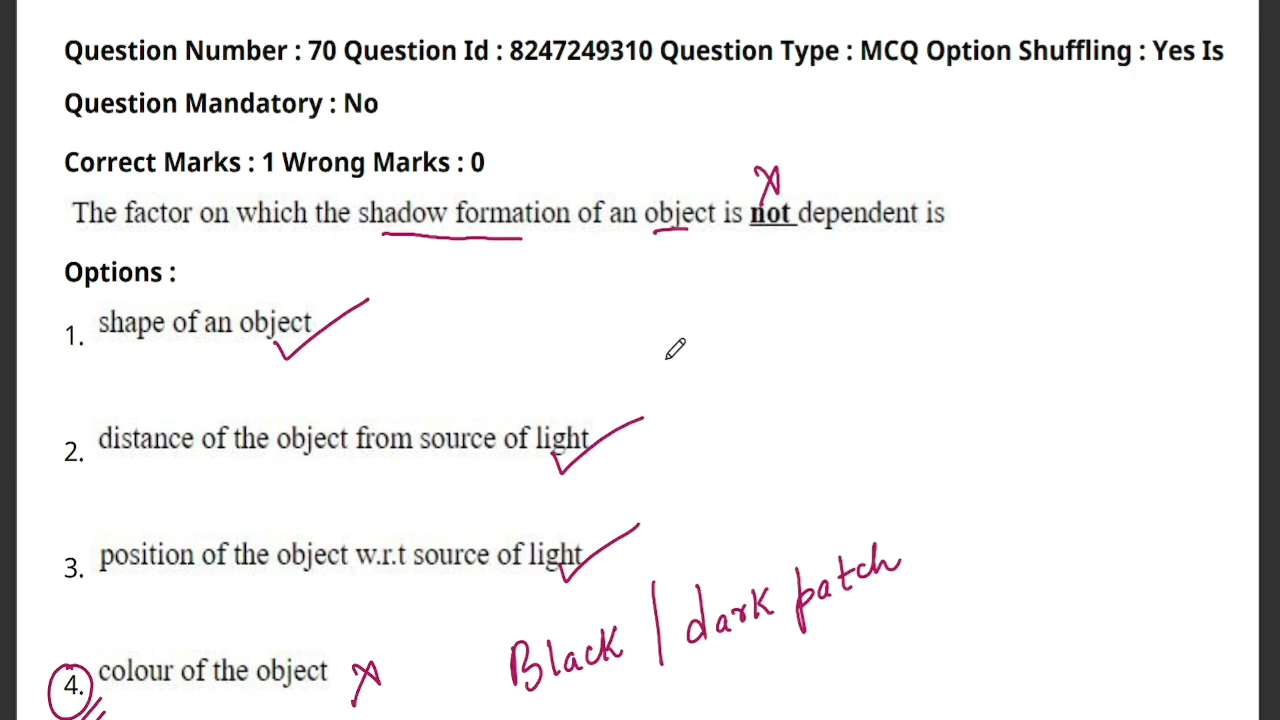 Question Number : 70 Question Id : 8247249310 Question Type : MCQ Option Shuffling : Yes Is
Question Mandatory : No
Correct Marks : 1 Wrong Marks : 0
The factor on which the shadow formation of an object is not dependent is
Options :
1. shape of an object
2. distance of the object from source of light
3. position of the object w.r.t source of light
Black / dark patch
4. colour of the object